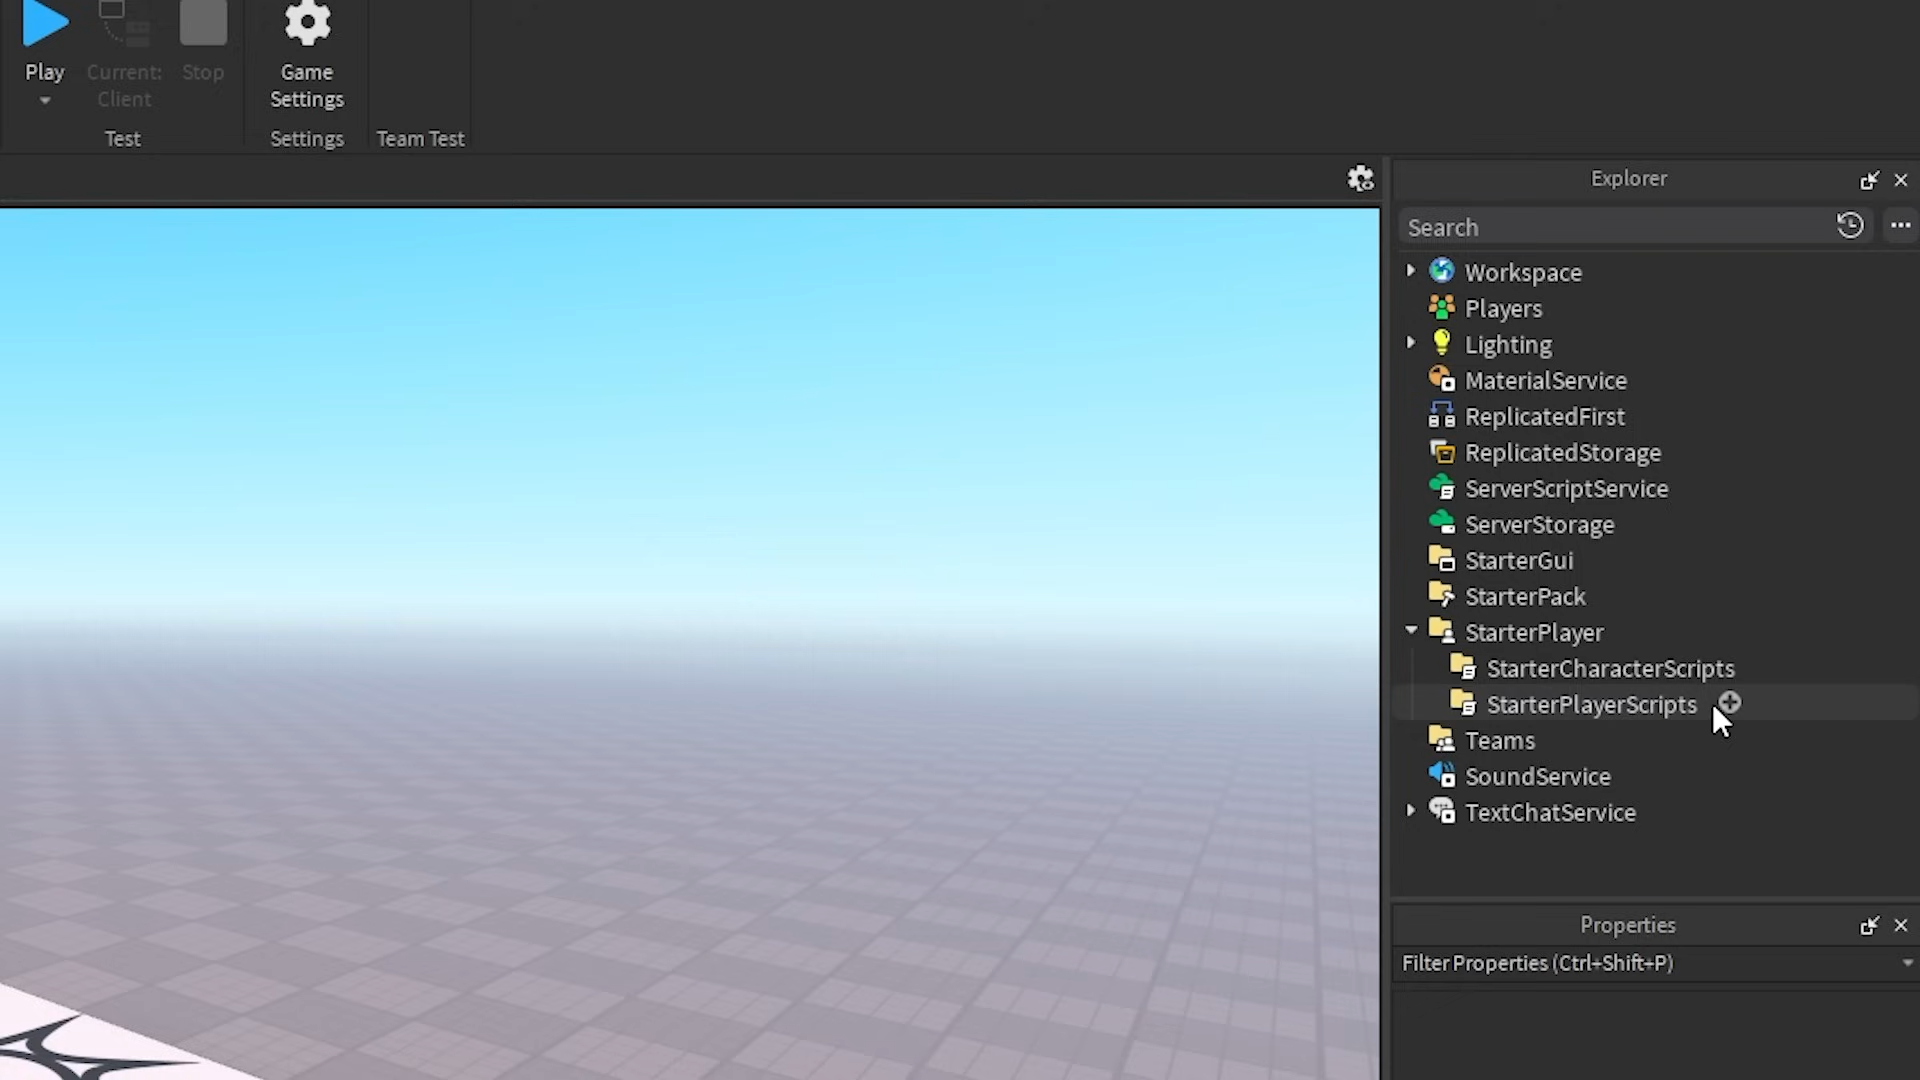 Play
Current:
Client
Stop
Game
Settings
Test
Settings
Team Test
Explorer
Search
Workspace
Players
Lighting
MaterialService
ReplicatedFirst
ReplicatedStorage
ServerScriptService
ServerStorage
StarterGui
StarterPack
StarterPlayer
StarterCharacterScripts
StarterPlayerScripts
Teams
SoundService
TextChatService
Properties
Filter Properties (Ctrl+Shift+P)